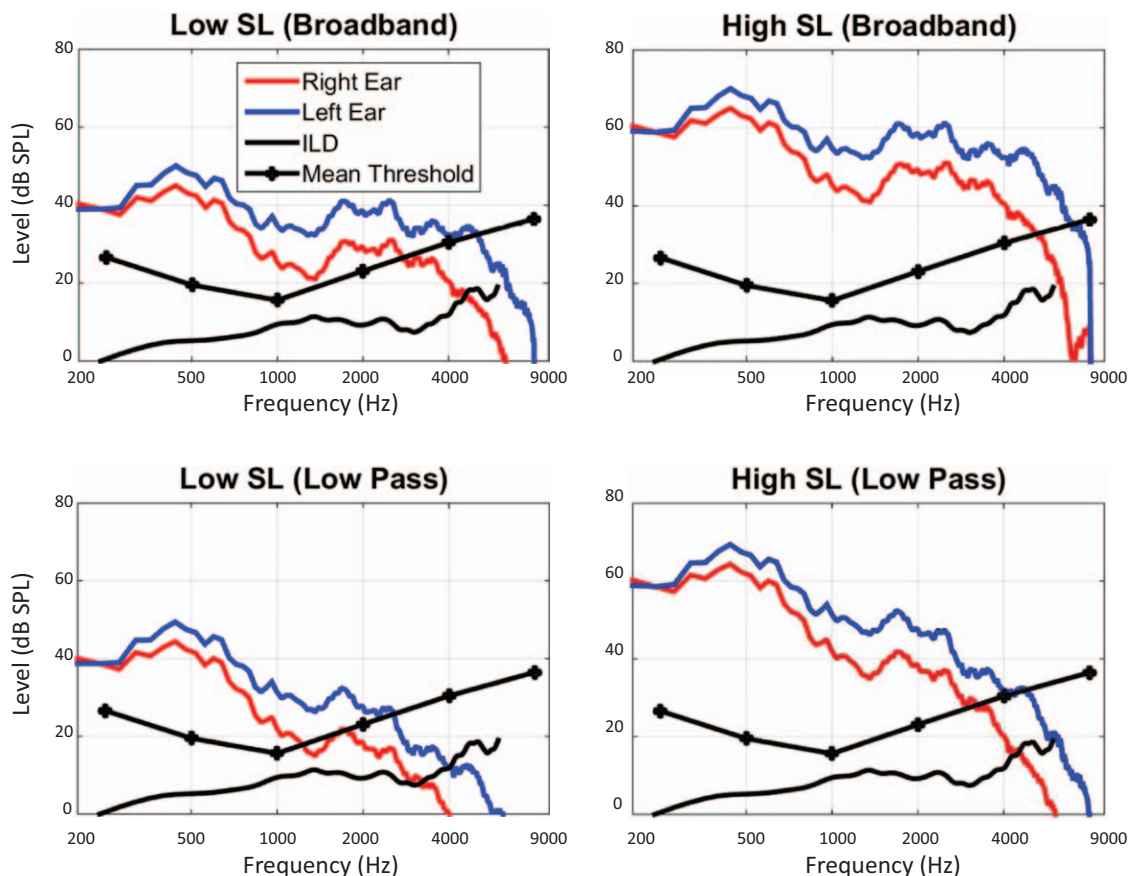 Low SL (Broadband)
High SL (Broadband)
Level (dB SPL)
80
60
40
20
0
Right Ear
Left Ear
ILD
Mean Threshold
200 500 1000 2000 4000 9000
Frequency (Hz)
80
60
40
20
0
200 500 1000 2000 4000 9000
Frequency (Hz)
Low SL (Low Pass)
High SL (Low Pass)
Level (dB SPL)
80
60
40
20
0
200 500 1000 2000 4000 9000
Frequency (Hz)
80
60
40
20
0
200 500 1000 2000 4000 9000
Frequency (Hz)